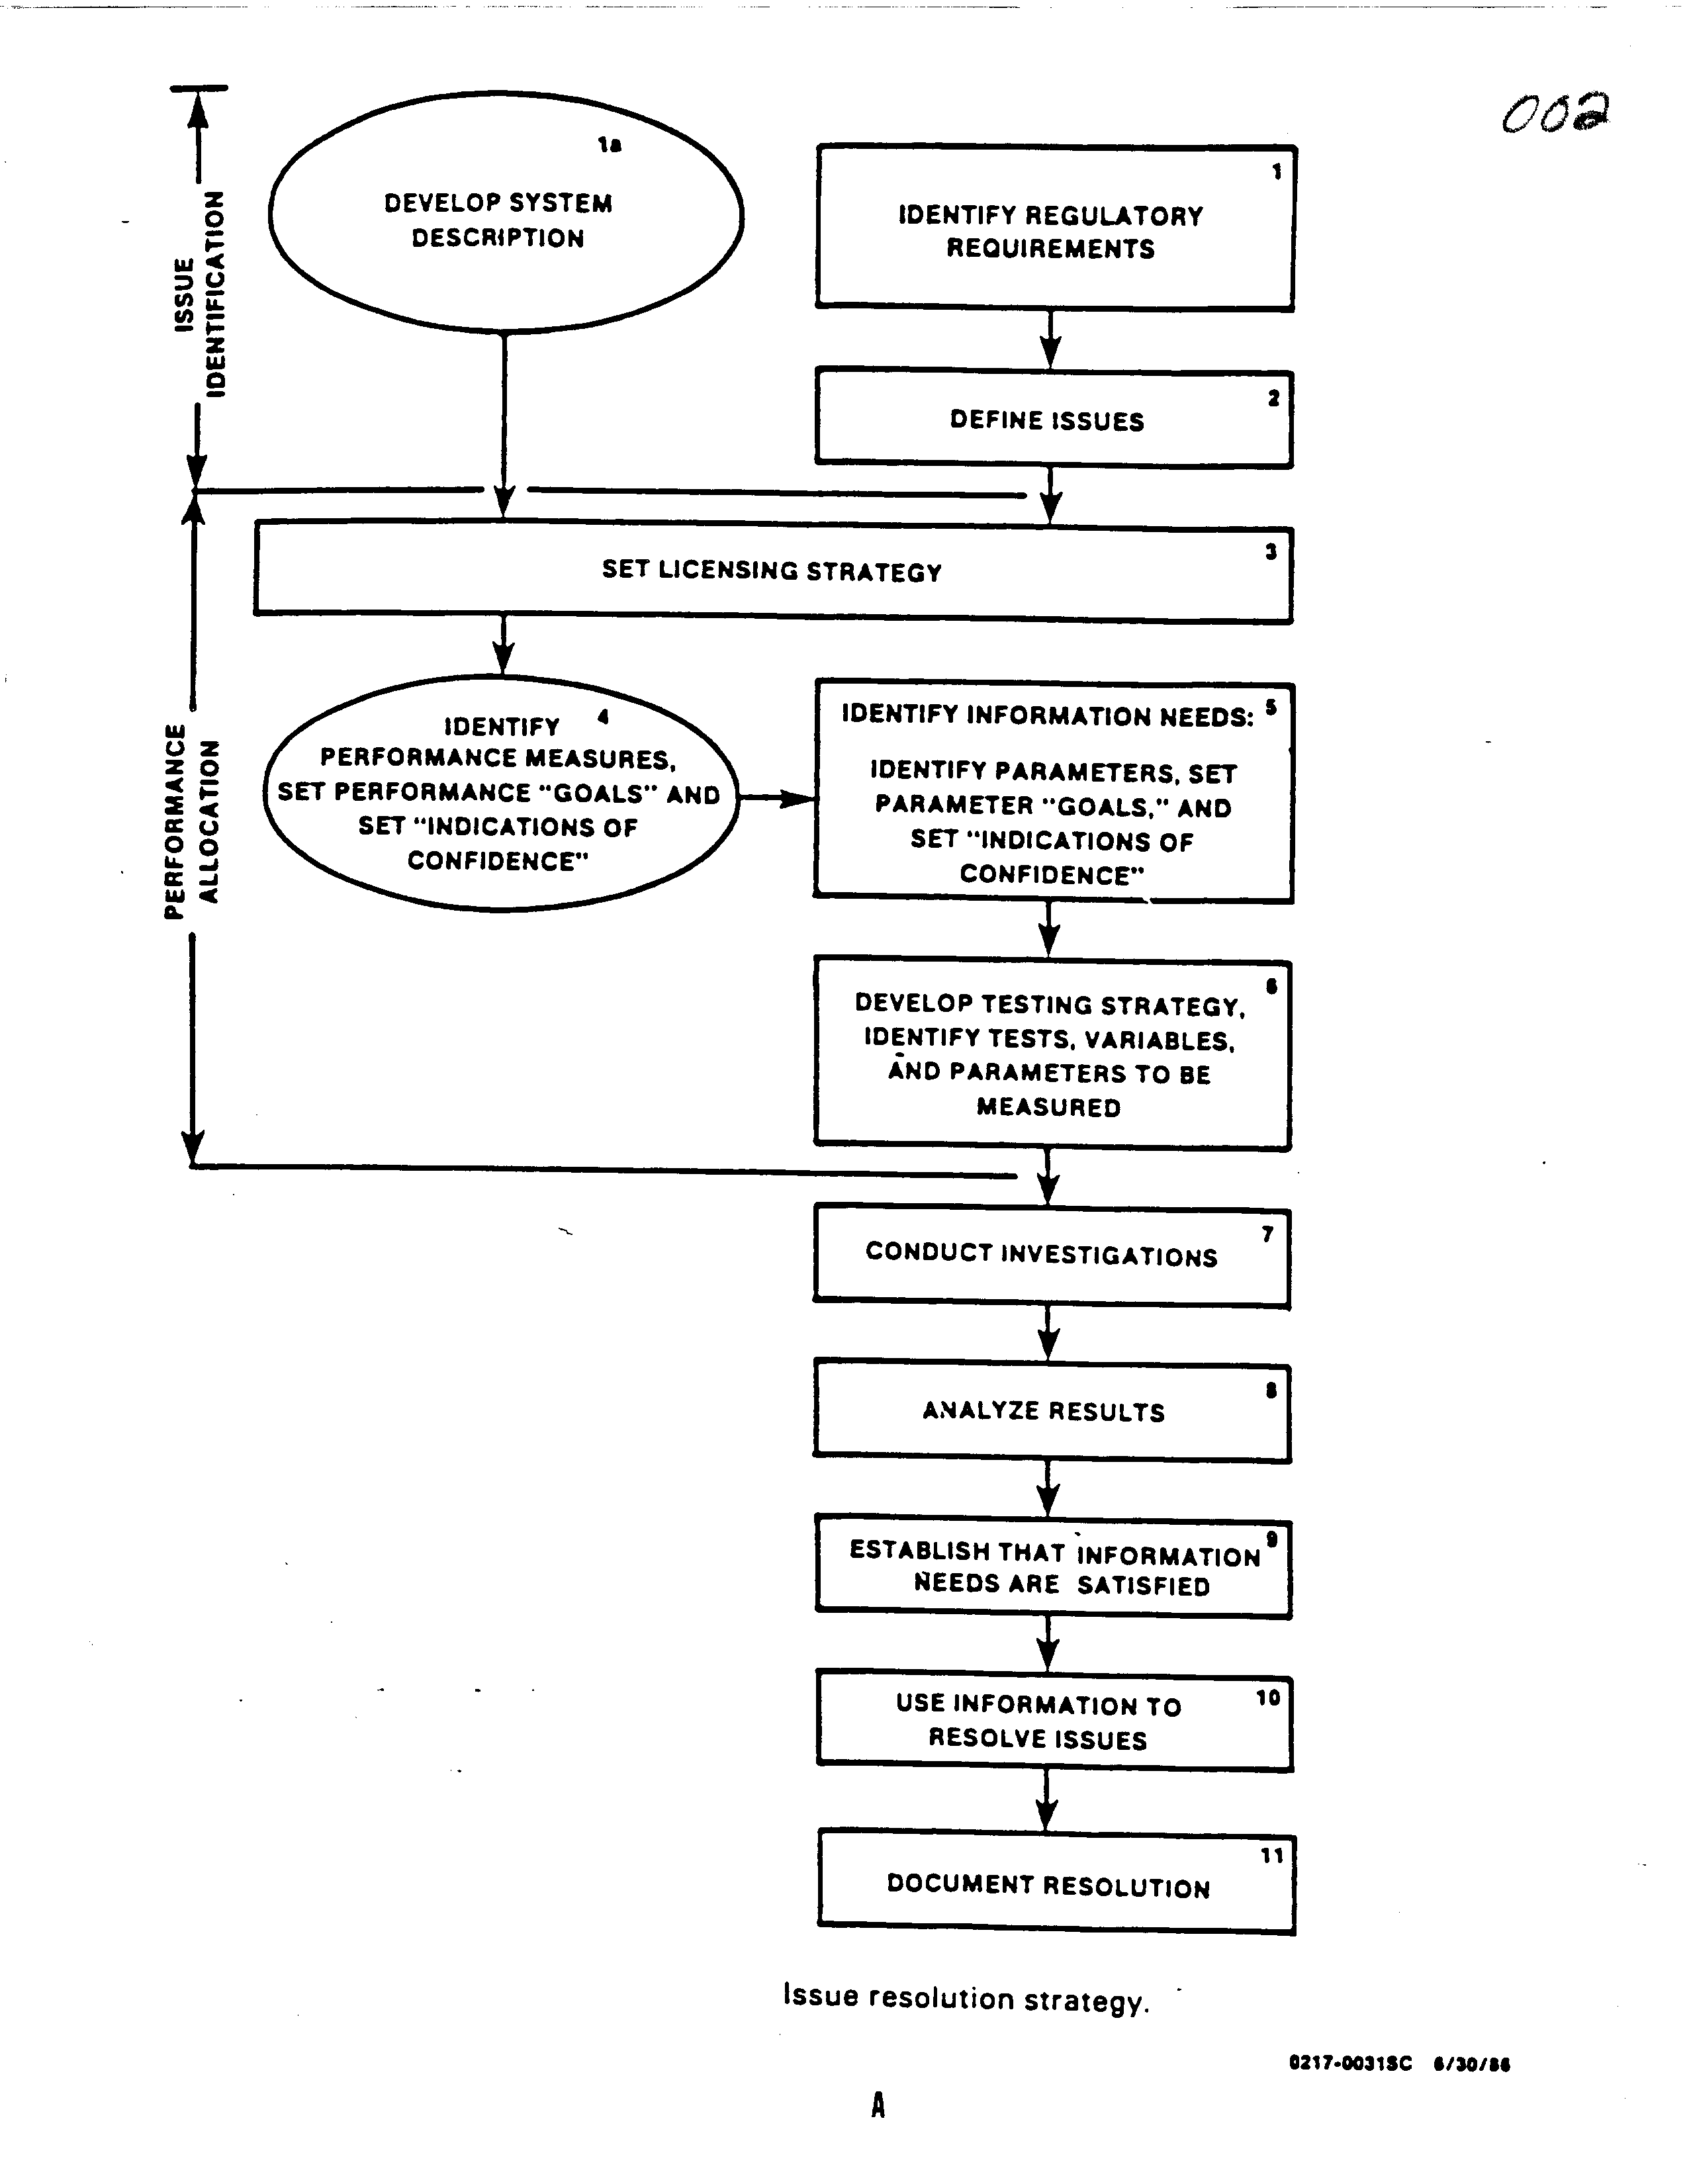 002
ISSUE
IDENTIFICATION
1a
DEVELOP SYSTEM
DESCRIPTION
1
IDENTIFY REGULATORY
REQUIREMENTS
2
DEFINE ISSUES
3
SET LICENSING STRATEGY
PERFORMANCE
ALLOCATION
IDENTIFY 4
PERFORMANCE MEASURES,
SET PERFORMANCE "GOALS" AND
SET "INDICATIONS OF
CONFIDENCE"
IDENTIFY INFORMATION NEEDS: 5
IDENTIFY PARAMETERS, SET
PARAMETER "GOALS," AND
SET "INDICATIONS OF
CONFIDENCE"
6
DEVELOP TESTING STRATEGY,
IDENTIFY TESTS, VARIABLES,
AND PARAMETERS TO BE
MEASURED
7
CONDUCT INVESTIGATIONS
8
ANALYZE RESULTS
9
ESTABLISH THAT INFORMATION
NEEDS ARE SATISFIED
10
USE INFORMATION TO
RESOLVE ISSUES
11
DOCUMENT RESOLUTION
Issue resolution strategy.
0217-0031SC 6/30/86
A